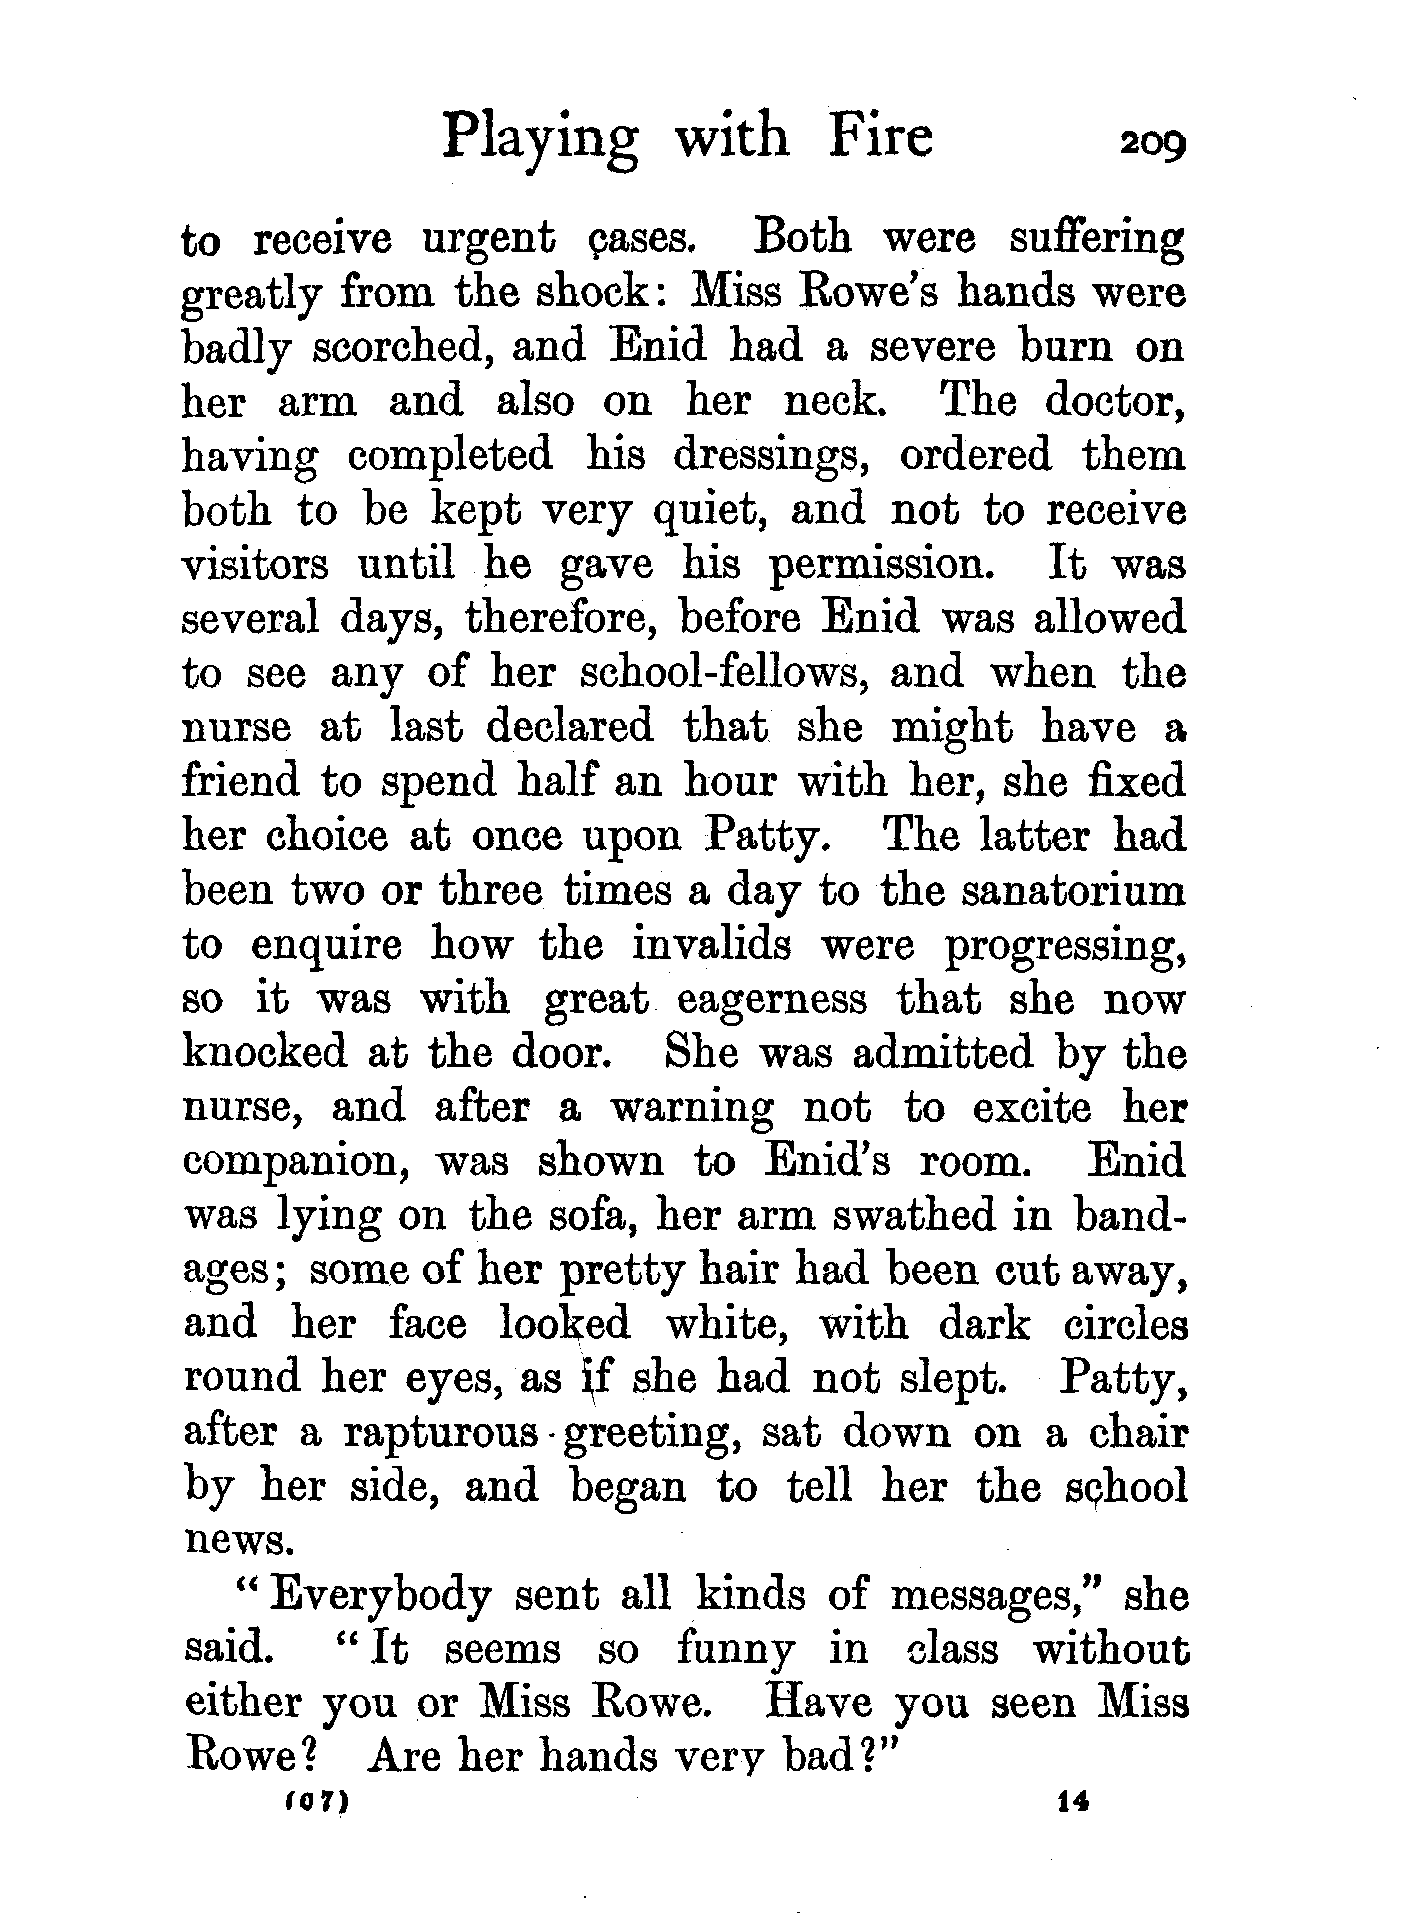 Playing with Fire 209
to receive urgent cases. Both were suffering
greatly from the shock: Miss Rowe's hands were
badly scorched, and Enid had a severe burn on
her arm and also on her neck. The doctor,
having completed his dressings, ordered them
both to be kept very quiet, and not to receive
visitors until he gave his permission. It was
several days, therefore, before Enid was allowed
to see any of her school-fellows, and when the
nurse at last declared that she might have a
friend to spend half an hour with her, she fixed
her choice at once upon Patty. The latter had
been two or three times a day to the sanatorium
to enquire how the invalids were progressing,
so it was with great eagerness that she now
knocked at the door. She was admitted by the
nurse, and after a warning not to excite her
companion, was shown to Enid's room. Enid
was lying on the sofa, her arm swathed in band-
ages; some of her pretty hair had been cut away,
and her face looked white, with dark circles
round her eyes, as if she had not slept. Patty,
after a rapturous greeting, sat down on a chair
by her side, and began to tell her the school
news.
"Everybody sent all kinds of messages," she
said. "It seems so funny in class without
either you or Miss Rowe. Have you seen Miss
Rowe? Are her hands very bad?"
(C 7) 14